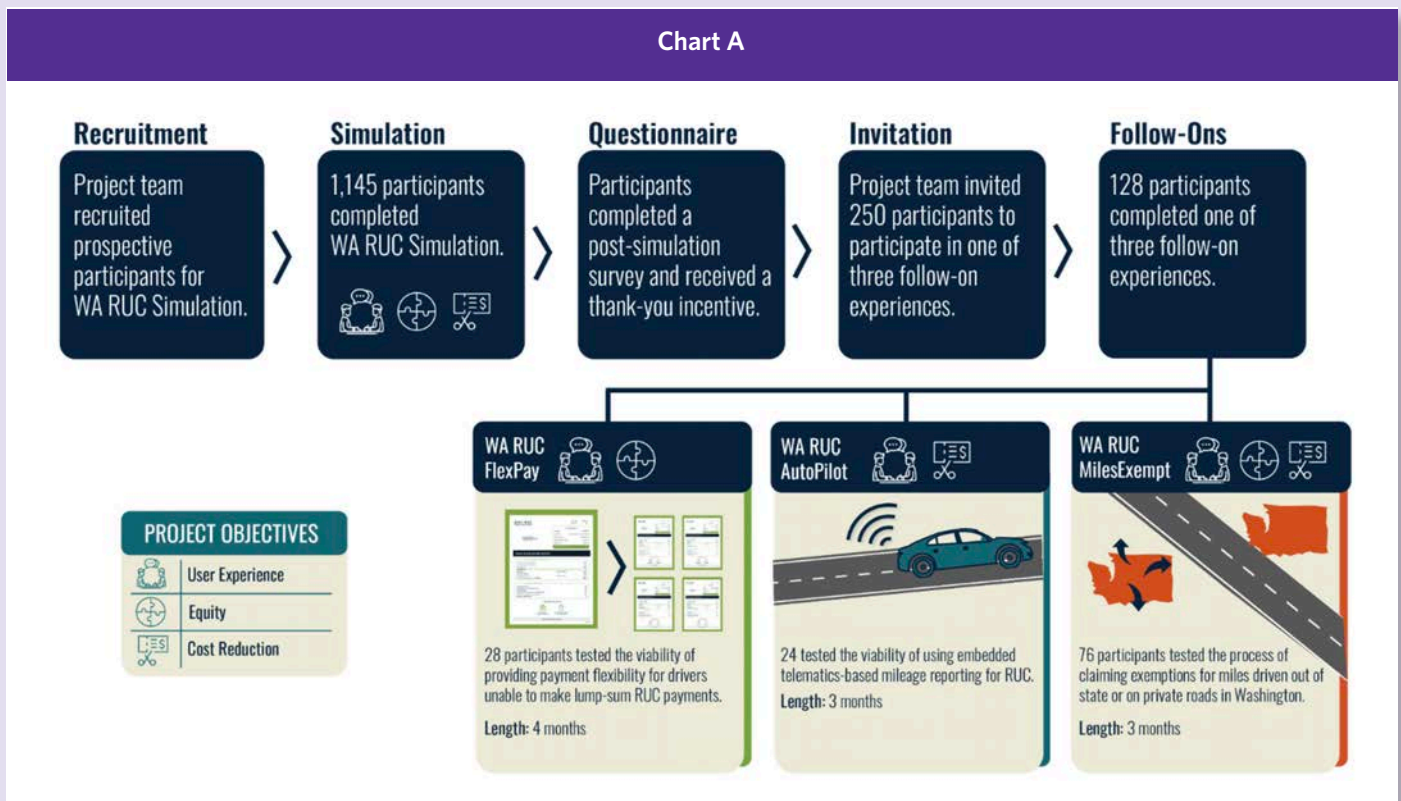 Chart A
Recruitment
Project team
recruited
prospective
participants for
WA RUC Simulation.
Simulation
1,145 participants
completed
WA RUC Simulation.
Questionnaire
Participants
completed a
post-simulation
survey and received a
thank-you incentive.
Invitation
Project team invited
250 participants to
participate in one of
three follow-on
experiences.
Follow-Ons
128 participants
completed one of
three follow-on
experiences.
WA RUC
FlexPay
28 participants tested the viability of
providing payment flexibility for drivers
unable to make lump-sum RUC payments.
Length: 4 months
WA RUC
AutoPilot
24 tested the viability of using embedded
telematics-based mileage reporting for RUC.
Length: 3 months
WA RUC
MilesExempt
76 participants tested the process of
claiming exemptions for miles driven out of
state or on private roads in Washington.
Length: 3 months
PROJECT OBJECTIVES
User Experience
Equity
Cost Reduction